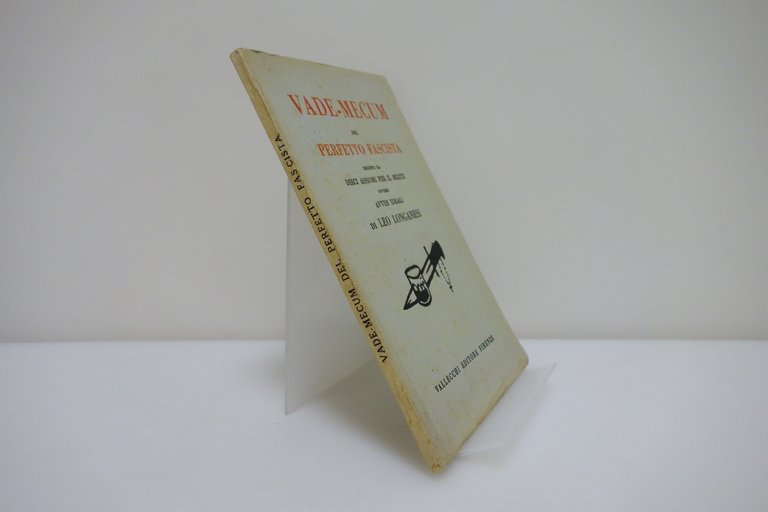 VADE-MECUM
DEL
PERFETTO FASCISTA
SEGUITO DA
DIECI ASSIOMI PER IL MILITE
OVVERO
AVVISI IDEALI
DI LEO LONGANESI
VALLECCHI EDITORE FIRENZE
VADE-MECUM DEL PERFETTO FASCISTA